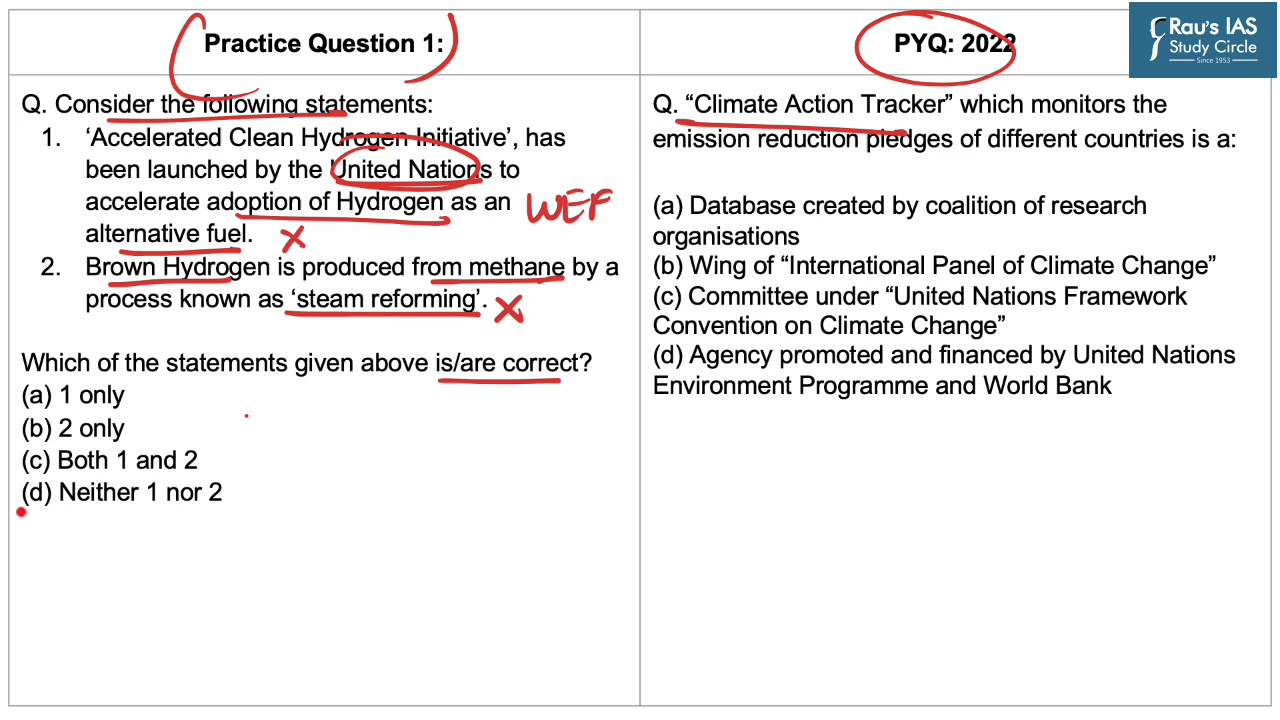 Practice Question 1:
Q. Consider the following statements:
1. ‘Accelerated Clean Hydrogen Initiative’, has
been launched by the United Nations to
accelerate adoption of Hydrogen as an
WEF
alternative fuel.
X
2. Brown Hydrogen is produced from methane by a
process known as ‘steam reforming’.
X
Which of the statements given above is/are correct?
(a) 1 only
(b) 2 only
(c) Both 1 and 2
(d) Neither 1 nor 2
PYQ: 2022
Rau's IAS
Study Circle
Since 1953
Q. “Climate Action Tracker” which monitors the
emission reduction pledges of different countries is a:
(a) Database created by coalition of research
organisations
(b) Wing of “International Panel of Climate Change”
(c) Committee under “United Nations Framework
Convention on Climate Change”
(d) Agency promoted and financed by United Nations
Environment Programme and World Bank